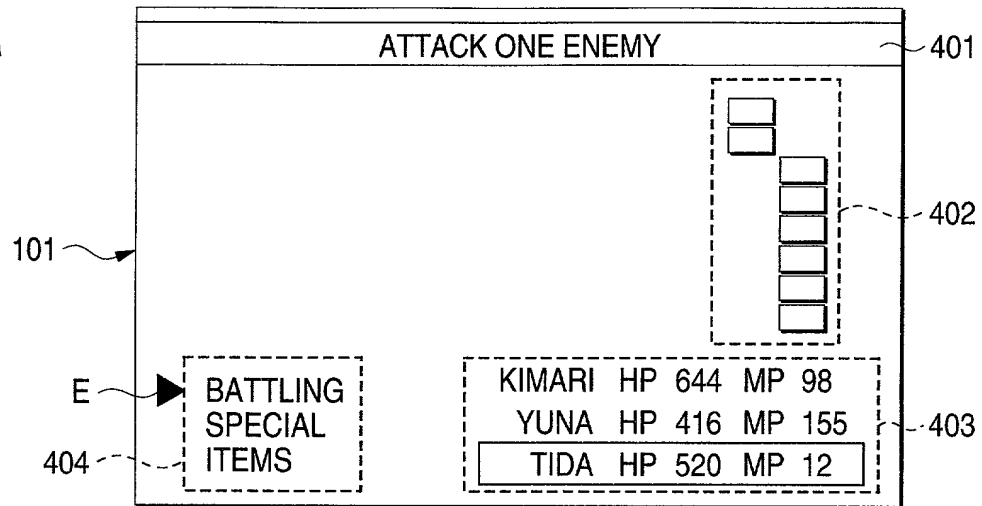 ATTACK ONE ENEMY
401
402
101
E
BATTLING
SPECIAL
ITEMS
404
KIMARI HP 644 MP 98
YUNA HP 416 MP 155
TIDA HP 520 MP 12
403